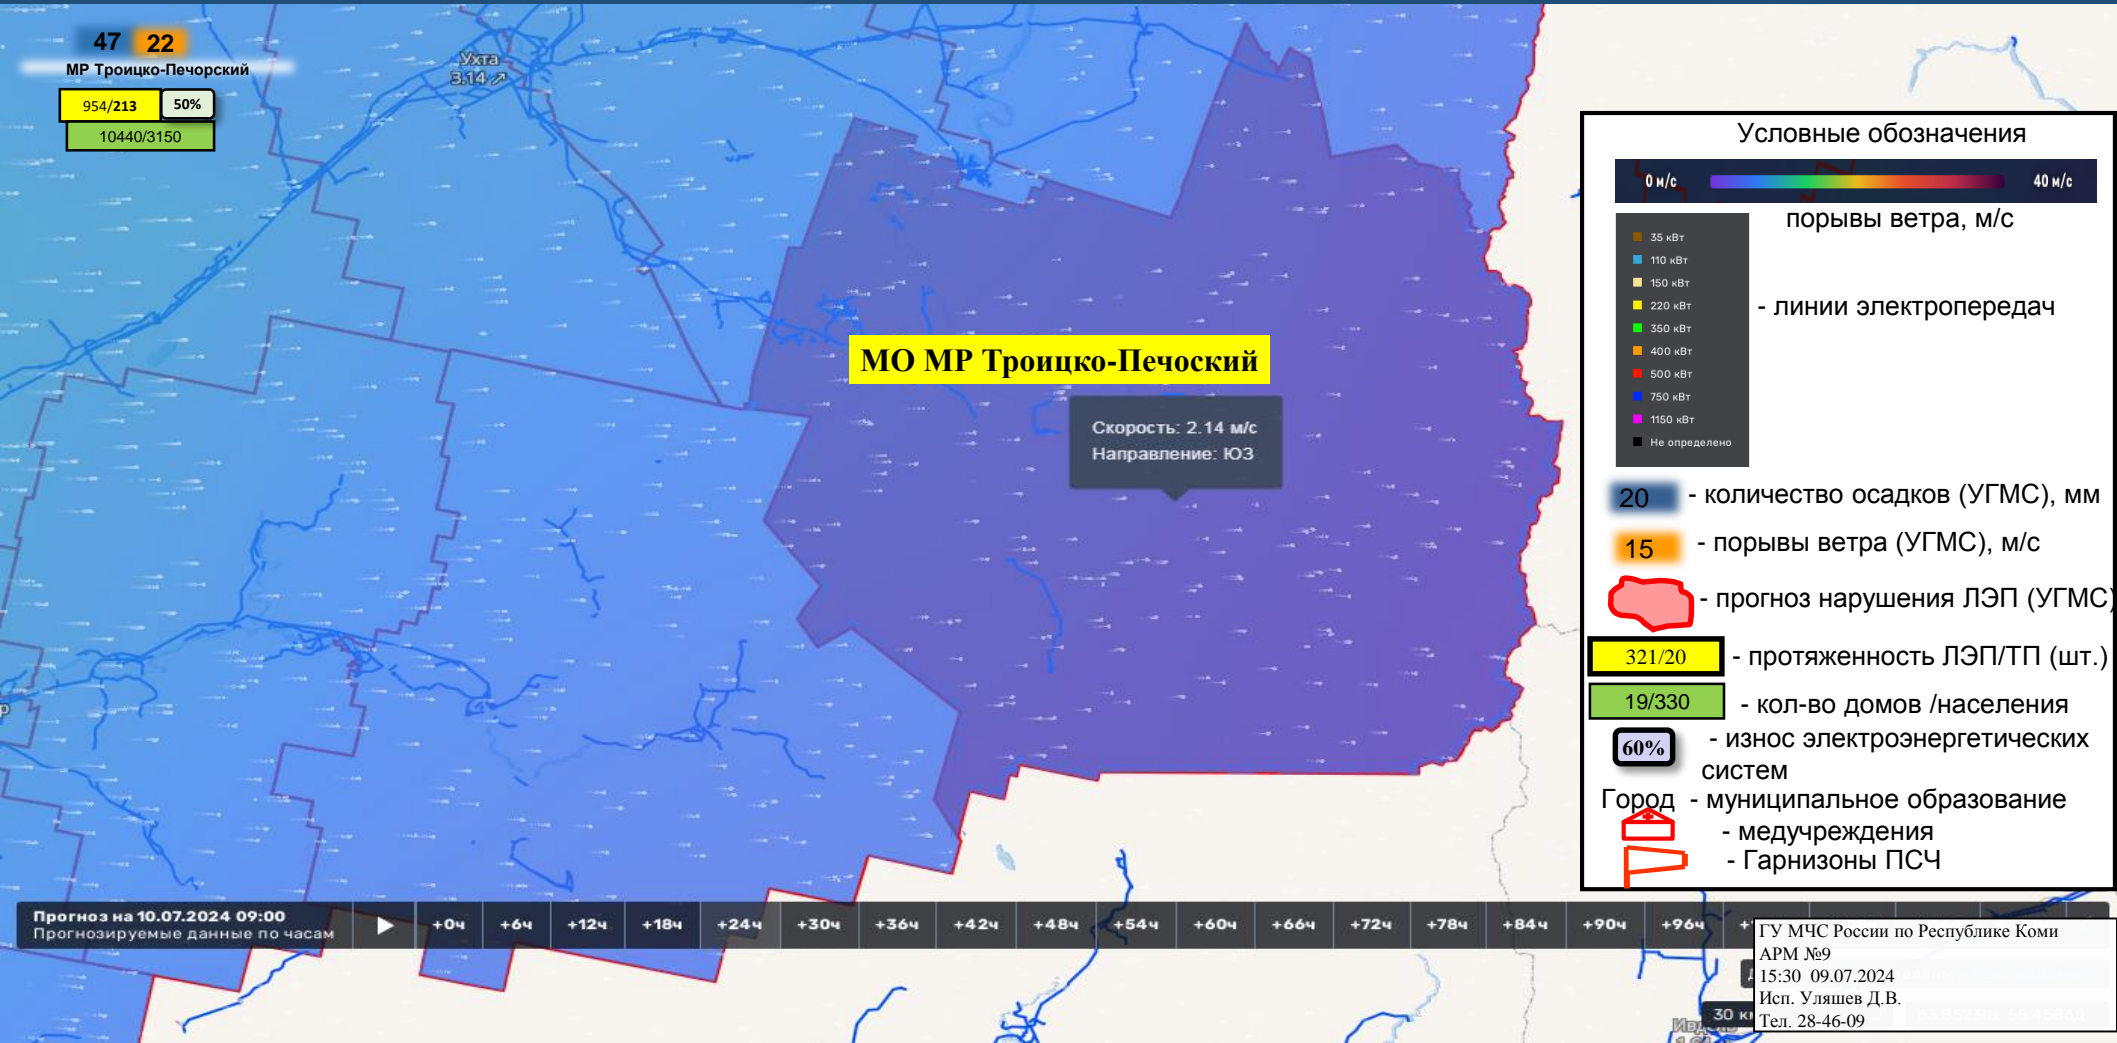 47 22
МР Троицко-Печорский
954/213 50%
10440/3150
Ухта
3.14
МО МР Троицко-Печоский
Скорость: 2.14 м/с
Направление: ЮЗ
Условные обозначения
0 м/с 40 м/с
порывы ветра, м/с
35 кВт
110 кВт
150 кВт
220 кВт
350 кВт
400 кВт
500 кВт
750 кВт
1150 кВт
Не определено
- линии электропередач
20 - количество осадков (УГМС), мм
15 - порывы ветра (УГМС), м/с
- прогноз нарушения ЛЭП (УГМС)
321/20 - протяженность ЛЭП/ТП (шт.)
19/330 - кол-во домов /населения
60% - износ электроэнергетических
систем
Город - муниципальное образование
- медучреждения
- Гарнизоны ПСЧ
Прогноз на 10.07.2024 09:00
Прогнозируемые данные по часам
+0ч +6ч +12ч +18ч +24ч +30ч +36ч +42ч +48ч +54ч +60ч +66ч +72ч +78ч +84ч +90ч +96ч
ГУ МЧС России по Республике Коми
АРМ №9
15:30 09.07.2024
Исп. Уляшев Д.В.
Тел. 28-46-09
30